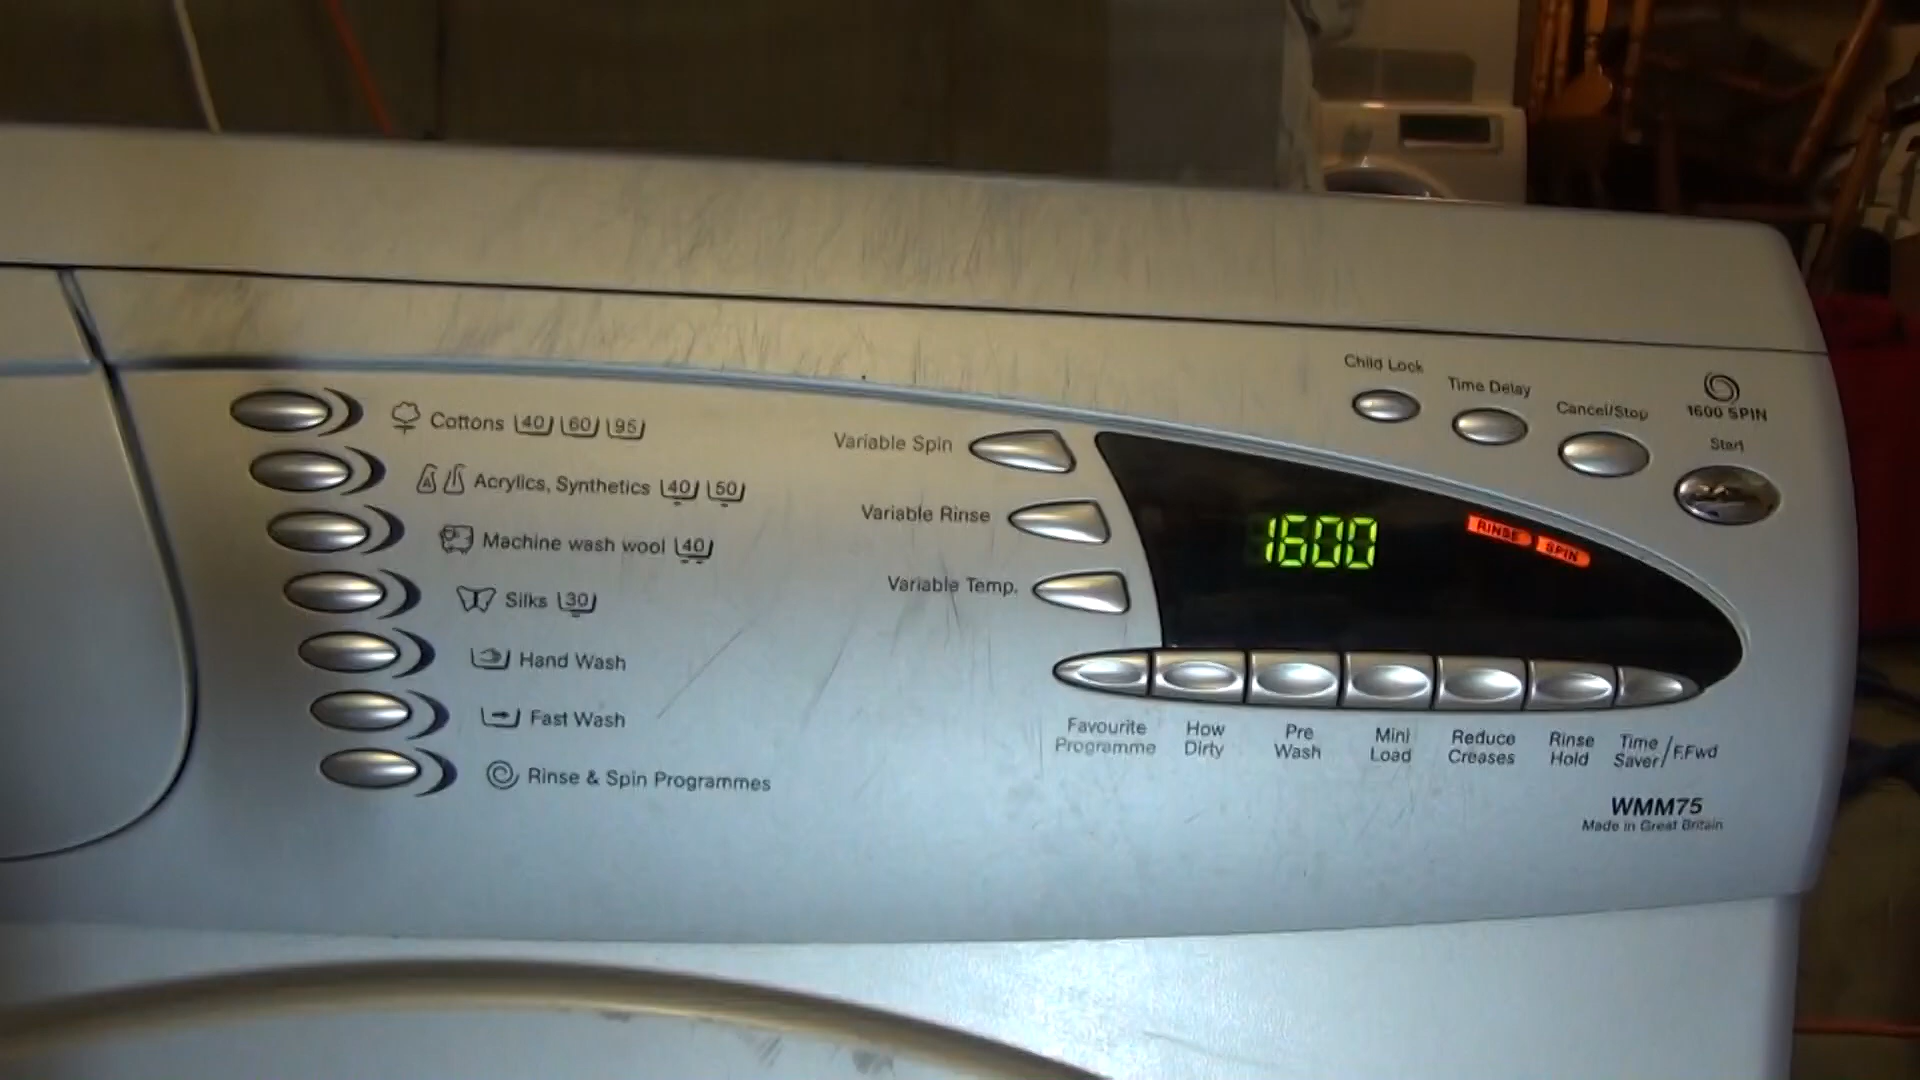 Cottons 40 60 95
Acrylics, Synthetics 40 50
Machine wash wool 40
Silks 30
Hand Wash
Fast Wash
Rinse & Spin Programmes
Variable Spin
Variable Rinse
Variable Temp.
Child Lock
Time Delay
Cancel/Stop
1600 SPIN
Start
1600
RINSE SPIN
Favourite Programme
How Dirty
Pre Wash
Mini Load
Reduce Creases
Rinse Hold
Time Saver/F.Fwd
WMM75
Made in Great Britain